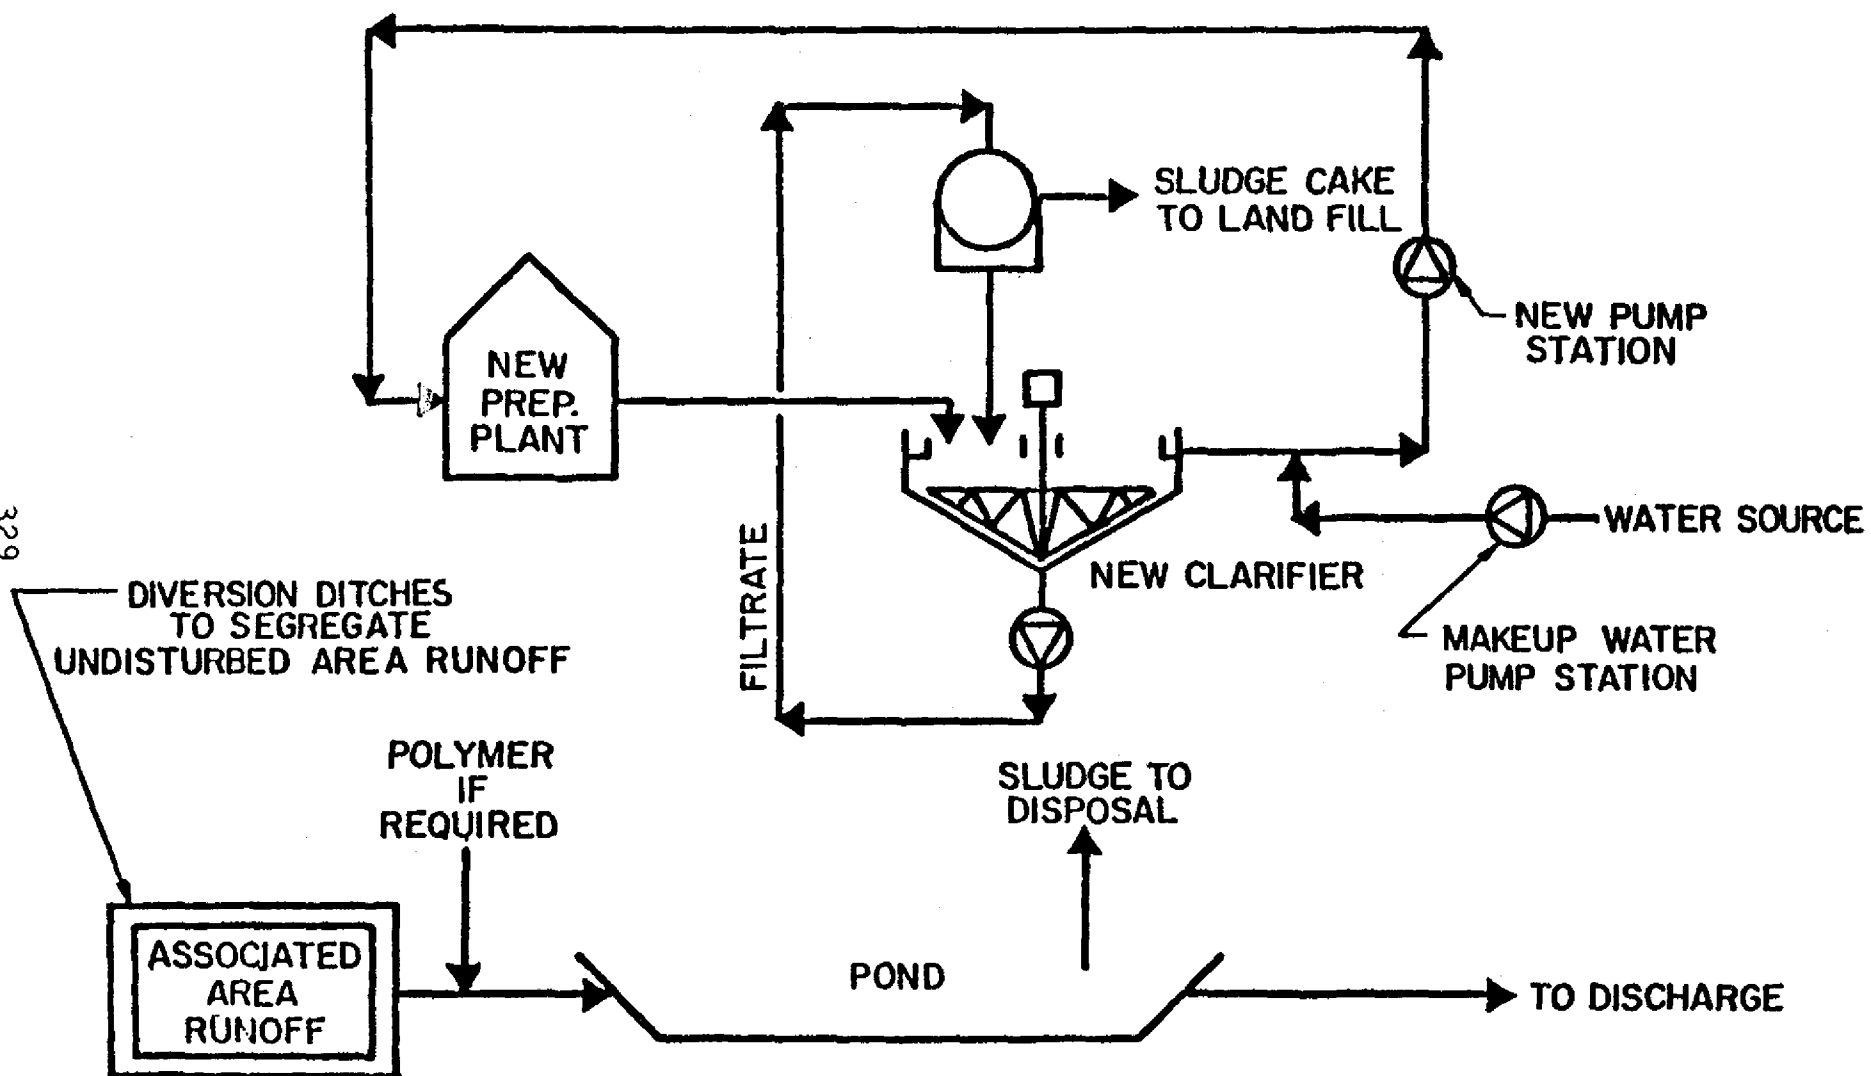 SLUDGE CAKE
TO LAND FILL
NEW PUMP
STATION
NEW
PREP.
PLANT
WATER SOURCE
NEW CLARIFIER
MAKEUP WATER
PUMP STATION
FILTRATE
329
DIVERSION DITCHES
TO SEGREGATE
UNDISTURBED AREA RUNOFF
POLYMER
IF
REQUIRED
SLUDGE TO
DISPOSAL
ASSOCIATED
AREA
RUNOFF
POND
TO DISCHARGE